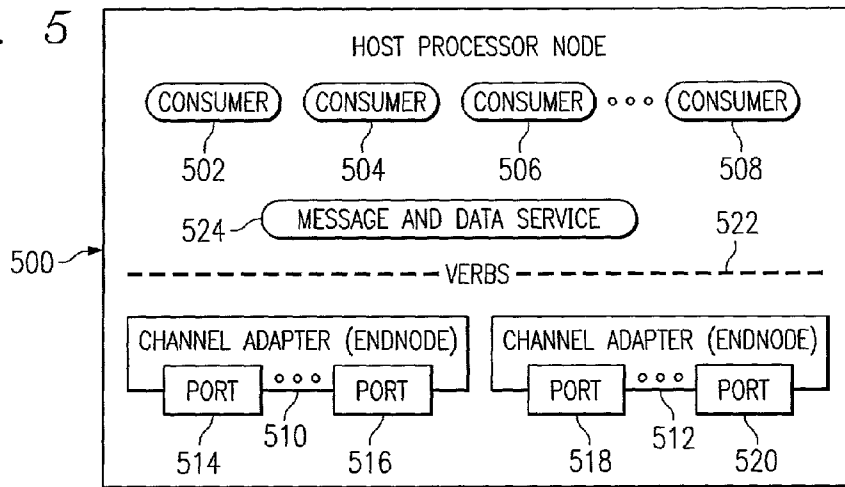 . 5
HOST PROCESSOR NODE
CONSUMER CONSUMER CONSUMER CONSUMER
502 504 506 508
524 MESSAGE AND DATA SERVICE 522
500
VERBS
CHANNEL ADAPTER (ENDNODE) CHANNEL ADAPTER (ENDNODE)
PORT PORT PORT PORT
514 510 516 518 512 520